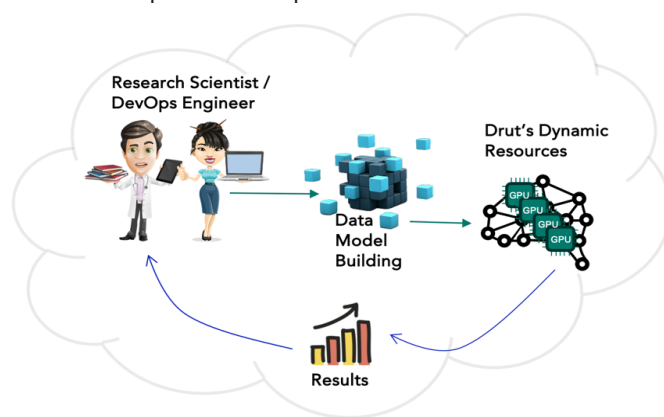 Research Scientist /
DevOps Engineer
Drut's Dynamic
Resources
GPU
GPU
GPU
GPU
Data
Model
Building
Results